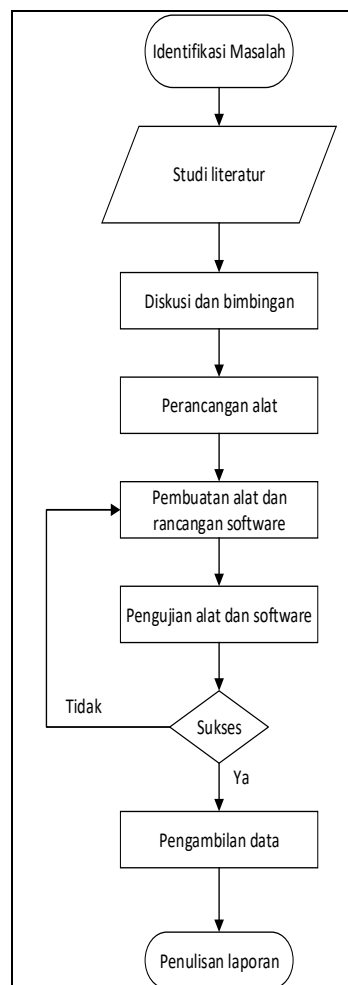 Identifikasi Masalah
Studi literatur
Diskusi dan bimbingan
Perancangan alat
Pembuatan alat dan
rancangan software
Pengujian alat dan software
Tidak
Sukses
Ya
Pengambilan data
Penulisan laporan